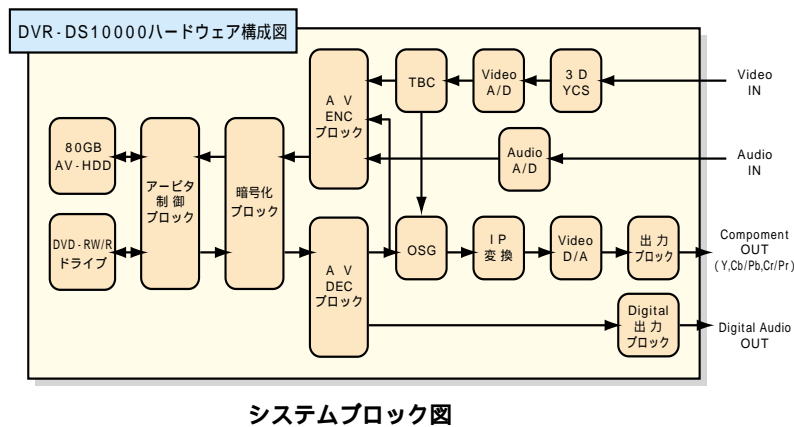 DVR-DS10000ハードウェア構成図
80GB
AV-HDD
DVD-RW/R
ドライブ
アービタ
制御
ブロック
暗号化
ブロック
A V
ENC
ブロック
A V
DEC
ブロック
TBC
Video
A/D
3D
YCS
Video
IN
Audio
A/D
Audio
IN
OSG
IP
変換
Video
D/A
出力
ブロック
Component
OUT
(Y,Cb/Pb,Cr/Pr)
Digital
出力
ブロック
Digital Audio
OUT
システムブロック図